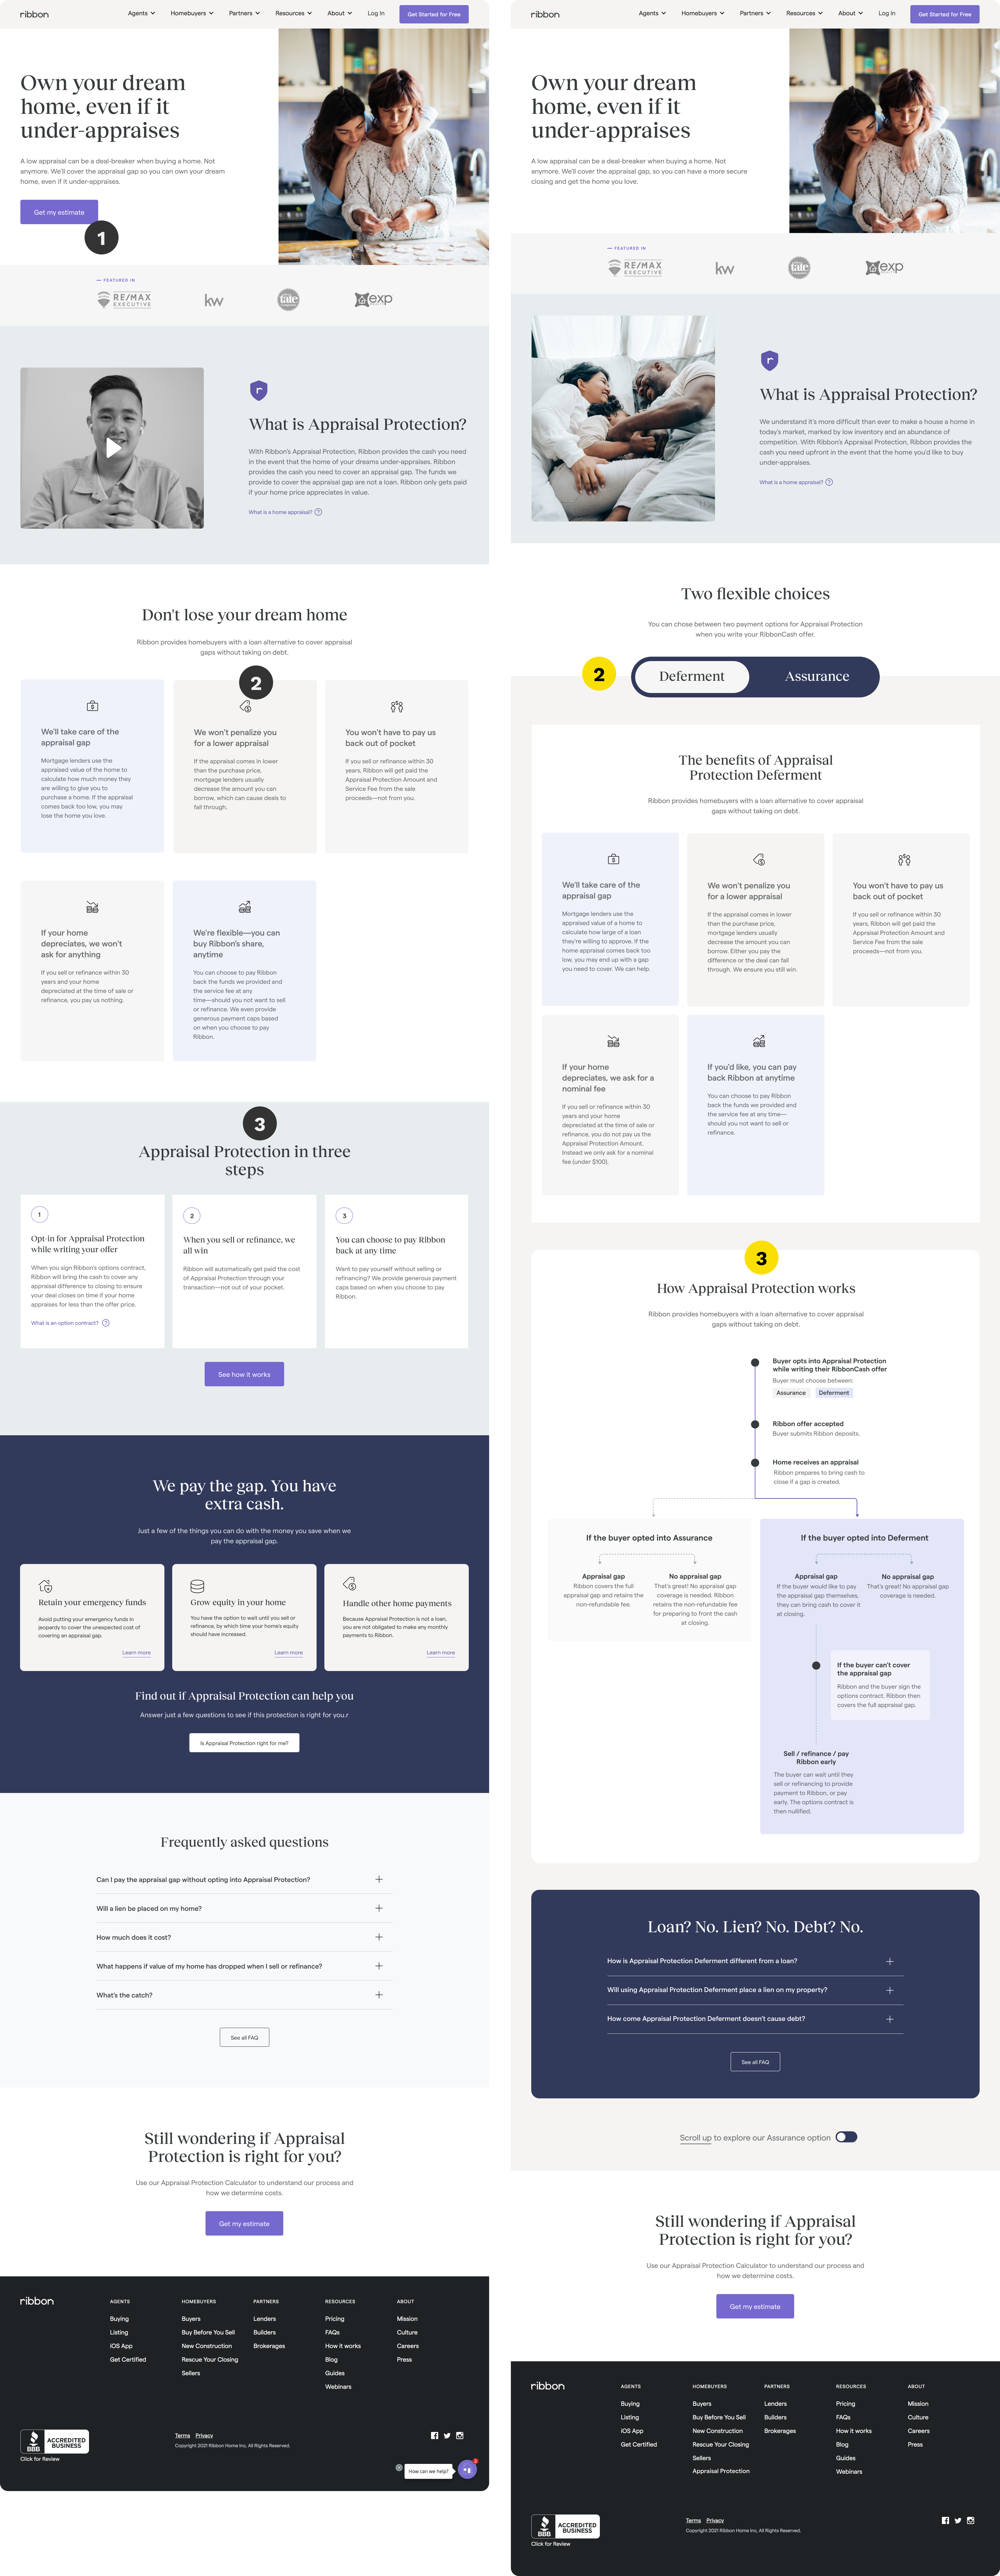 ribbon
Agents
Homebuyers
Partners
Resources
About
Log In
Get Started for Free
Own your dream
home, even if it
under-appraises
A low appraisal can be a deal-breaker when buying a home. Not
anymore. We'll cover the appraisal gap so you can own your dream
home, even if it under-appraises.
Get my estimate
1
FEATURED IN
RE/MAX
EXECUTIVE
kw
tate
exp
What is Appraisal Protection?
With Ribbon's Appraisal Protection, Ribbon provides the cash you need
in the event that the home of your dreams under-appraises. Ribbon
provides the cash you need to cover an appraisal gap. The funds we
provide to cover the appraisal gap are not a loan. Ribbon only gets paid
if your home price appreciates in value.
What is a home appraisal?
Don't lose your dream home
Ribbon provides homebuyers with a loan alternative to cover appraisal
gaps without taking on debt.
2
We'll take care of the
appraisal gap
Mortgage lenders use the
appraised value of the home to
calculate how much money they
are willing to give you to
purchase a home. If the appraisal
comes back too low, you may
lose the home you love.
We won't penalize you
for a lower appraisal
If the appraisal comes in lower
than the purchase price,
mortgage lenders usually
decrease the amount you can
borrow, which can cause deals to
fall through.
You won't have to pay us
back out of pocket
If you sell or refinance within 30
years, Ribbon will get paid the
Appraisal Protection Amount and
Service Fee from the sale
proceeds—not from you.
If your home
depreciates, we won't
ask for anything
If you sell or refinance within 30
years and your home
depreciated at the time of sale or
refinance, you pay us nothing.
We're flexible—you can
buy Ribbon's share,
anytime
You can choose to pay Ribbon
back the funds we provided and
the service fee at any
time—should you not want to sell
or refinance. We even provide
generous payment caps based
on when you choose to pay
Ribbon.
3
Appraisal Protection in three
steps
1
Opt-in for Appraisal Protection
while writing your offer
When you sign Ribbon's options contract,
Ribbon will bring the cash to cover any
appraisal difference to closing to ensure
your deal closes on time if your home
appraises for less than the offer price.
What is an option contract?
2
When you sell or refinance, we
all win
Ribbon will automatically get paid the cost
of Appraisal Protection through your
transaction—not out of your pocket.
3
You can choose to pay Ribbon
back at any time
Want to pay yourself without selling or
refinancing? We provide generous payment
caps based on when you choose to pay
Ribbon.
See how it works
We pay the gap. You have
extra cash.
Just a few of the things you can do with the money you save when we
pay the appraisal gap.
Retain your emergency funds
Avoid putting your emergency funds in
jeopardy to cover the unexpected cost of
covering an appraisal gap.
Learn more
Grow equity in your home
You have the option to wait until you sell or
refinance, by which time your home's equity
should have increased.
Learn more
Handle other home payments
Because Appraisal Protection is not a loan,
you are not obligated to make any monthly
payments to Ribbon.
Learn more
Find out if Appraisal Protection can help you
Answer just a few questions to see if this protection is right for you.r
Is Appraisal Protection right for me?
Frequently asked questions
Can I pay the appraisal gap without opting into Appraisal Protection?
Will a lien be placed on my home?
How much does it cost?
What happens if value of my home has dropped when I sell or refinance?
What's the catch?
See all FAQ
Still wondering if Appraisal
Protection is right for you?
Use our Appraisal Protection Calculator to understand our process and
how we determine costs.
Get my estimate
ribbon
AGENTS
Buying
Listing
iOS App
Get Certified
HOMEBUYERS
Buyers
Buy Before You Sell
New Construction
Rescue Your Closing
Sellers
PARTNERS
Lenders
Builders
Brokerages
RESOURCES
Pricing
FAQs
How it works
Blog
Guides
Webinars
ABOUT
Mission
Culture
Careers
Press
BBB
ACCREDITED
BUSINESS
Click for Review
Terms Privacy
Copyright 2021 Ribbon Home Inc, All Rights Reserved.
How can we help?
ribbon
Agents
Homebuyers
Partners
Resources
About
Log In
Get Started for Free
Own your dream
home, even if it
under-appraises
A low appraisal can be a deal-breaker when buying a home. Not
anymore. We'll cover the appraisal gap, so you can have a more secure
closing and get the home you love.
FEATURED IN
RE/MAX
EXECUTIVE
kw
tate
exp
What is Appraisal Protection?
We understand it's more difficult than ever to make a house a home in
today's market, marked by low inventory and an abundance of
competition. With Ribbon's Appraisal Protection, Ribbon provides the
cash you need upfront in the event that the home you'd like to buy
under-appraises.
What is a home appraisal?
Two flexible choices
You can chose between two payment options for Appraisal Protection
when you write your RibbonCash offer.
2
Deferment
Assurance
The benefits of Appraisal
Protection Deferment
Ribbon provides homebuyers with a loan alternative to cover appraisal
gaps without taking on debt.
We'll take care of the
appraisal gap
Mortgage lenders use the
appraised value of a home to
calculate how large of a loan
they're willing to approve. If the
home appraisal comes back too
low, you may end up with a gap
you need to cover. We can help.
We won't penalize you
for a lower appraisal
If the appraisal comes in lower
than the purchase price,
mortgage lenders usually
decrease the amount you can
borrow. Either you pay the
difference or the deal can fall
through. We ensure you still win.
You won't have to pay us
back out of pocket
If you sell or refinance within 30
years, Ribbon will get paid the
Appraisal Protection Amount and
Service Fee from the sale
proceeds—not from you.
If your home
depreciates, we ask for a
nominal fee
If you sell or refinance within 30
years and your home
depreciated at the time of sale or
refinance, you do not pay us the
Appraisal Protection Amount.
Instead we only ask for a nominal
fee (under $100).
If you'd like, you can pay
back Ribbon at anytime
You can choose to pay Ribbon
back the funds we provided and
the service fee at any time—
should you not want to sell or
refinance.
3
How Appraisal Protection works
Ribbon provides homebuyers with a loan alternative to cover appraisal
gaps without taking on debt.
Buyer opts into Appraisal Protection
while writing their RibbonCash offer
Buyer must choose between:
Assurance
Deferment
Ribbon offer accepted
Buyer submits Ribbon deposits.
Home receives an appraisal
Ribbon prepares to bring cash to
close if a gap is created.
If the buyer opted into Assurance
Appraisal gap
Ribbon covers the full
appraisal gap and retains the
non-refundable fee.
No appraisal gap
That's great! No appraisal gap
coverage is needed. Ribbon
retains the non-refundable fee
for preparing to front the cash
at closing.
If the buyer opted into Deferment
Appraisal gap
If the buyer would like to pay
the appraisal gap themselves,
they can bring cash to cover it
at closing.
No appraisal gap
That's great! No appraisal gap
coverage is needed.
If the buyer can't cover
the appraisal gap
Ribbon and the buyer sign the
options contract. Ribbon then
covers the full appraisal gap.
Sell / refinance / pay
Ribbon early
The buyer can wait until they
sell or refinancing to provide
payment to Ribbon, or pay
early. The options contract is
then nullified.
Loan? No. Lien? No. Debt? No.
How is Appraisal Protection Deferment different from a loan?
Will using Appraisal Protection Deferment place a lien on my property?
How come Appraisal Protection Deferment doesn't cause debt?
See all FAQ
Scroll up to explore our Assurance option
Still wondering if Appraisal
Protection is right for you?
Use our Appraisal Protection Calculator to understand our process and
how we determine costs.
Get my estimate
ribbon
AGENTS
Buying
Listing
iOS App
Get Certified
HOMEBUYERS
Buyers
Buy Before You Sell
New Construction
Rescue Your Closing
Sellers
Appraisal Protection
PARTNERS
Lenders
Builders
Brokerages
RESOURCES
Pricing
FAQs
How it works
Blog
Guides
Webinars
ABOUT
Mission
Culture
Careers
Press
BBB
ACCREDITED
BUSINESS
Click for Review
Terms Privacy
Copyright 2021 Ribbon Home Inc, All Rights Reserved.